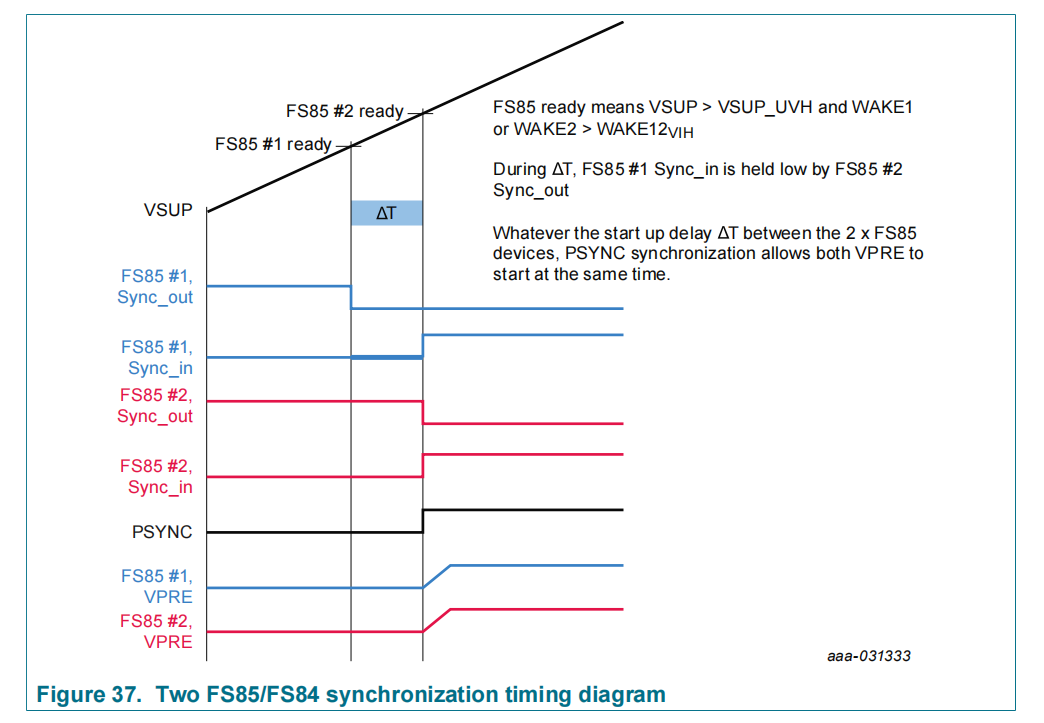 FS85 #2 ready
FS85 #1 ready
VSUP
ΔT
FS85 ready means VSUP > VSUP_UVH and WAKE1
or WAKE2 > WAKE12VIH
During ΔT, FS85 #1 Sync_in is held low by FS85 #2
Sync_out
Whatever the start up delay ΔT between the 2 x FS85
devices, PSYNC synchronization allows both VPRE to
start at the same time.
FS85 #1,
Sync_out
FS85 #1,
Sync_in
FS85 #2,
Sync_out
FS85 #2,
Sync_in
PSYNC
FS85 #1,
VPRE
FS85 #2,
VPRE
aaa-031333
Figure 37. Two FS85/FS84 synchronization timing diagram